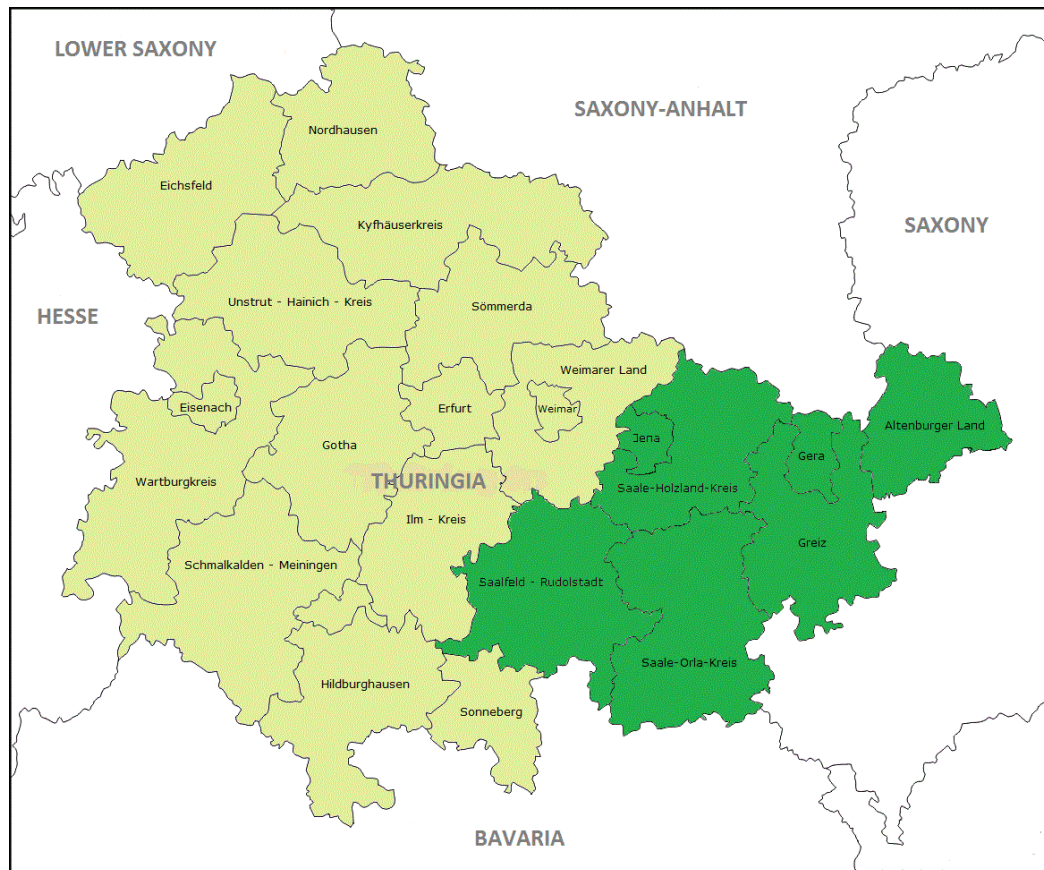 LOWER SAXONY
SAXONY-ANHALT
Nordhausen
Eichsfeld
Kyfhäuserkreis
SAXONY
Unstrut - Hainich - Kreis
Sömmerda
HESSE
Weimarer Land
Eisenach
Erfurt
Weimar
Altenburger Land
Jena
Gotha
Gera
Wartburgkreis
THURINGIA
Saale-Holzland-Kreis
Ilm - Kreis
Greiz
Schmalkalden - Meiningen
Saalfeld - Rudolstadt
Saale-Orla-Kreis
Hildburghausen
Sonneberg
BAVARIA